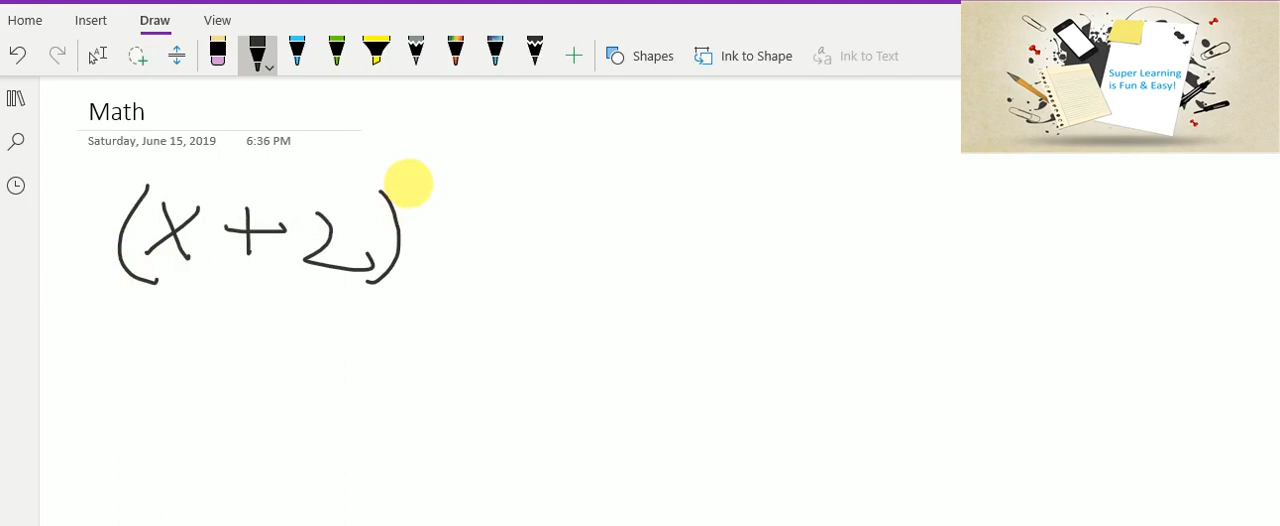 Home Insert Draw View
Shapes Ink to Shape Ink to Text
Super Learning
is Fun & Easy!
Math
Saturday, June 15, 2019 6:36 PM
(x + 2)